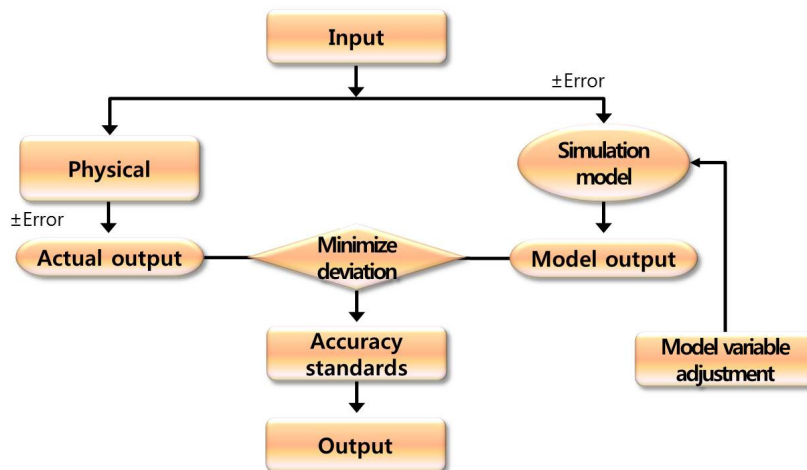 Input
±Error
Physical
Simulation
model
±Error
Actual output
Minimize
deviation
Model output
Accuracy
standards
Model variable
adjustment
Output